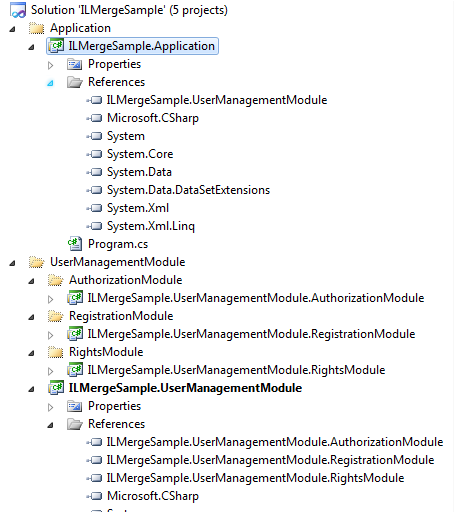 Solution 'ILMergeSample' (5 projects)
Application
ILMergeSample.Application
Properties
References
ILMergeSample.UserManagementModule
Microsoft.CSharp
System
System.Core
System.Data
System.Data.DataSetExtensions
System.Xml
System.Xml.Linq
Program.cs
UserManagementModule
AuthorizationModule
ILMergeSample.UserManagementModule.AuthorizationModule
RegistrationModule
ILMergeSample.UserManagementModule.RegistrationModule
RightsModule
ILMergeSample.UserManagementModule.RightsModule
ILMergeSample.UserManagementModule
Properties
References
ILMergeSample.UserManagementModule.AuthorizationModule
ILMergeSample.UserManagementModule.RegistrationModule
ILMergeSample.UserManagementModule.RightsModule
Microsoft.CSharp